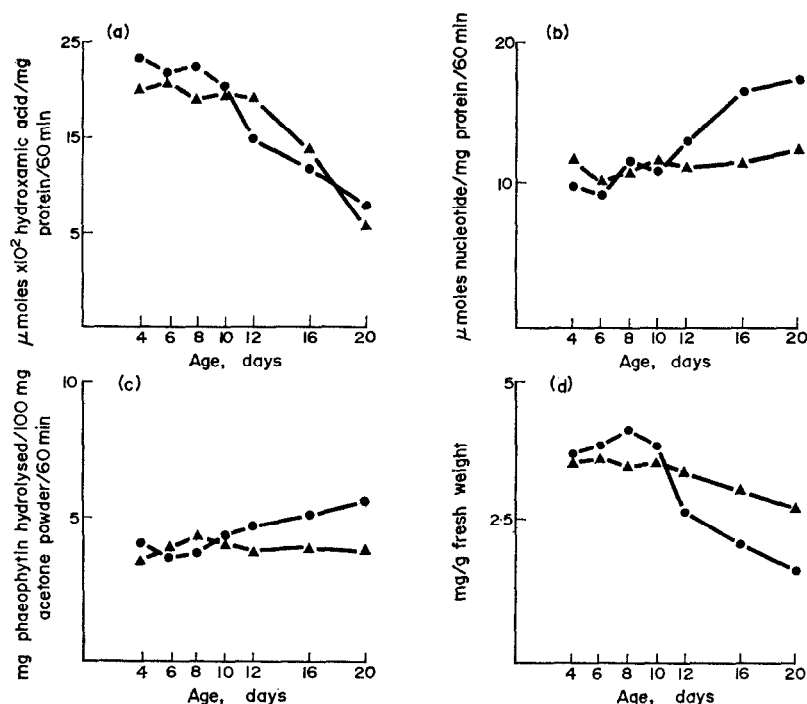 (a)
25
15
5
μmoles x10² hydroxamic acid/mg
protein/60 min
4 6 8 10 12 16 20
Age, days
(b)
20
10
μmoles nucleotide/mg protein/60 min
4 6 8 10 12 16 20
Age, days
(c)
10
5
mg phaeophytin hydrolysed/100 mg
acetone powder/60 min
4 6 8 10 12 16 20
Age, days
(d)
5
2·5
mg/g fresh weight
4 6 8 10 12 16 20
Age, days